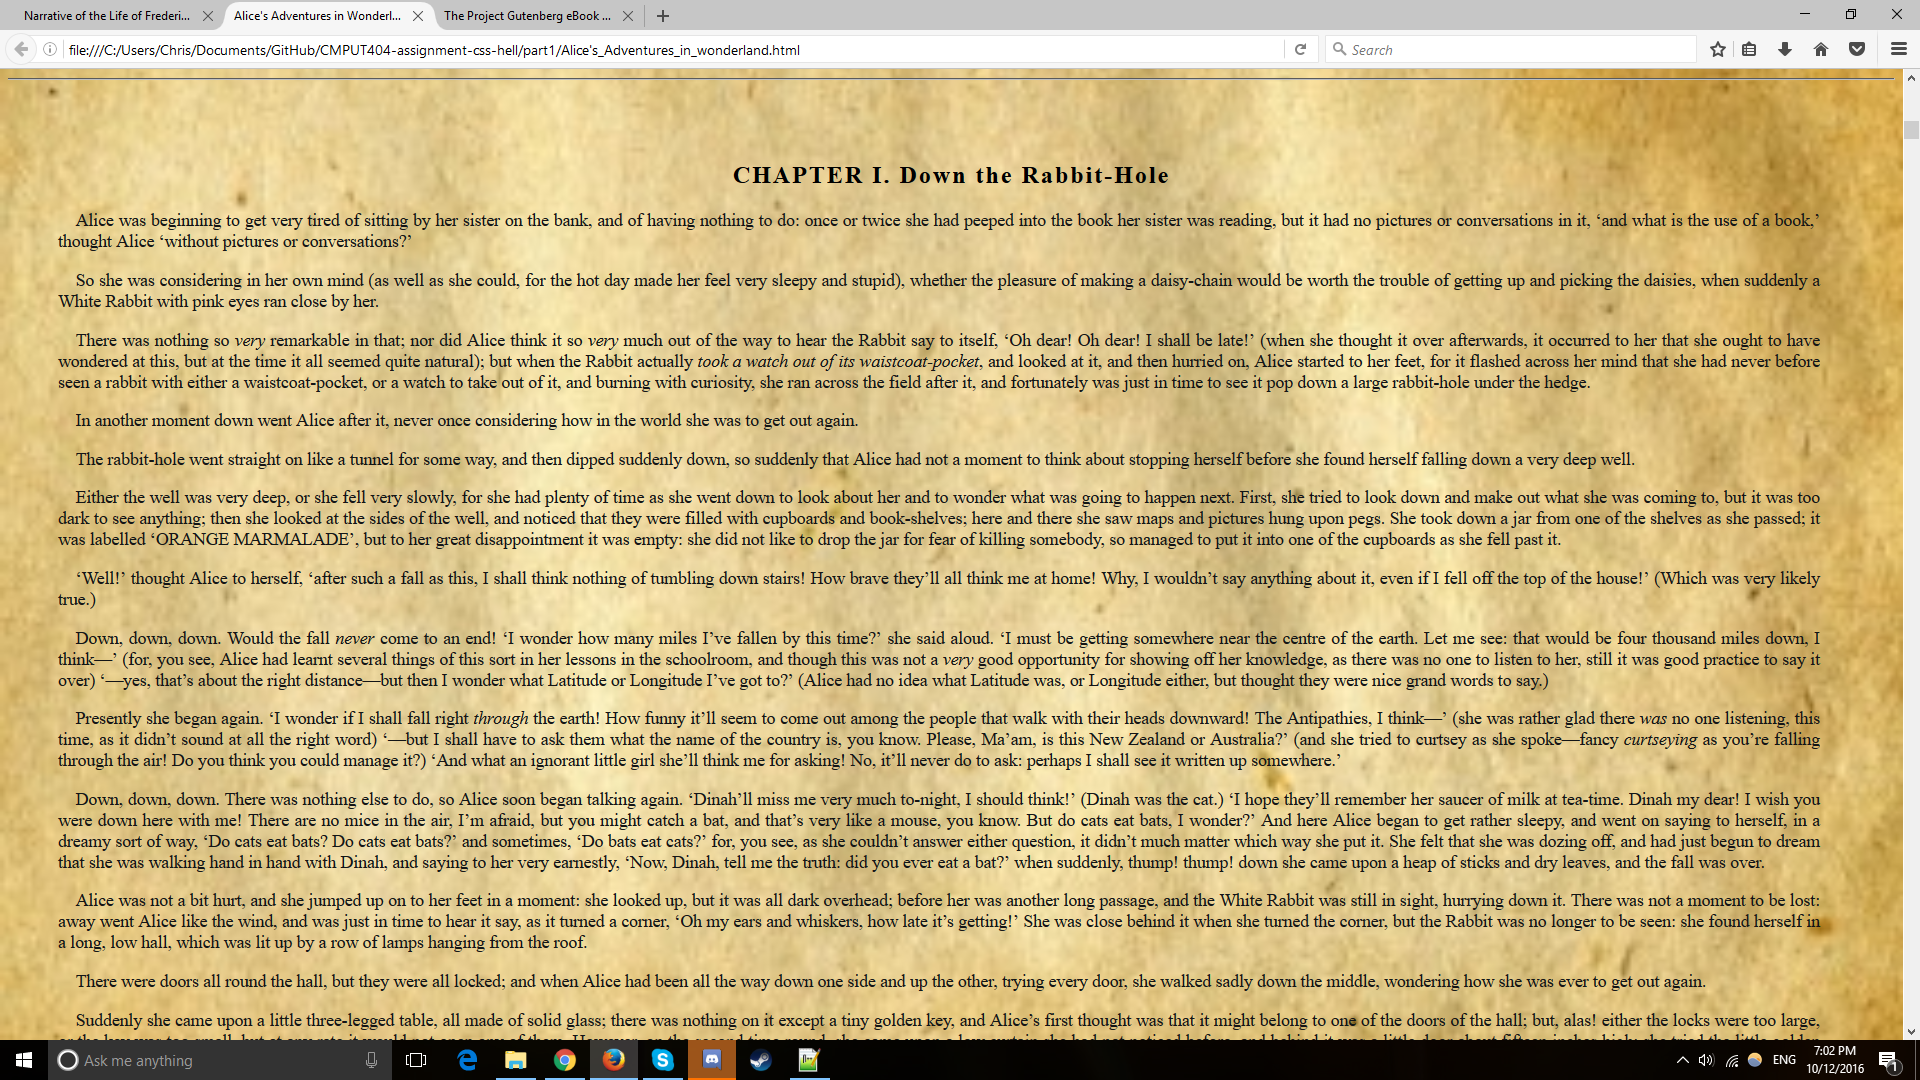 Narrative of the Life of Frederi...
Alice's Adventures in Wonderl...
The Project Gutenberg eBook ...
file:///C:/Users/Chris/Documents/GitHub/CMPUT404-assignment-css-hell/part1/Alice's_Adventures_in_wonderland.html
Search
CHAPTER I. Down the Rabbit-Hole
Alice was beginning to get very tired of sitting by her sister on the bank, and of having nothing to do: once or twice she had peeped into the book her sister was reading, but it had no pictures or conversations in it, ‘and what is the use of a book,’
thought Alice ‘without pictures or conversations?’
So she was considering in her own mind (as well as she could, for the hot day made her feel very sleepy and stupid), whether the pleasure of making a daisy-chain would be worth the trouble of getting up and picking the daisies, when suddenly a
White Rabbit with pink eyes ran close by her.
There was nothing so very remarkable in that; nor did Alice think it so very much out of the way to hear the Rabbit say to itself, ‘Oh dear! Oh dear! I shall be late!’ (when she thought it over afterwards, it occurred to her that she ought to have
wondered at this, but at the time it all seemed quite natural); but when the Rabbit actually took a watch out of its waistcoat-pocket, and looked at it, and then hurried on, Alice started to her feet, for it flashed across her mind that she had never before
seen a rabbit with either a waistcoat-pocket, or a watch to take out of it, and burning with curiosity, she ran across the field after it, and fortunately was just in time to see it pop down a large rabbit-hole under the hedge.
In another moment down went Alice after it, never once considering how in the world she was to get out again.
The rabbit-hole went straight on like a tunnel for some way, and then dipped suddenly down, so suddenly that Alice had not a moment to think about stopping herself before she found herself falling down a very deep well.
Either the well was very deep, or she fell very slowly, for she had plenty of time as she went down to look about her and to wonder what was going to happen next. First, she tried to look down and make out what she was coming to, but it was too
dark to see anything; then she looked at the sides of the well, and noticed that they were filled with cupboards and book-shelves; here and there she saw maps and pictures hung upon pegs. She took down a jar from one of the shelves as she passed; it
was labelled ‘ORANGE MARMALADE’, but to her great disappointment it was empty: she did not like to drop the jar for fear of killing somebody, so managed to put it into one of the cupboards as she fell past it.
‘Well!’ thought Alice to herself, ‘after such a fall as this, I shall think nothing of tumbling down stairs! How brave they’ll all think me at home! Why, I wouldn’t say anything about it, even if I fell off the top of the house!’ (Which was very likely
true.)
Down, down, down. Would the fall never come to an end! ‘I wonder how many miles I’ve fallen by this time?’ she said aloud. ‘I must be getting somewhere near the centre of the earth. Let me see: that would be four thousand miles down, I
think—’ (for, you see, Alice had learnt several things of this sort in her lessons in the schoolroom, and though this was not a very good opportunity for showing off her knowledge, as there was no one to listen to her, still it was good practice to say it
over) ‘—yes, that’s about the right distance—but then I wonder what Latitude or Longitude I’ve got to?’ (Alice had no idea what Latitude was, or Longitude either, but thought they were nice grand words to say.)
Presently she began again. ‘I wonder if I shall fall right through the earth! How funny it’ll seem to come out among the people that walk with their heads downward! The Antipathies, I think—’ (she was rather glad there was no one listening, this
time, as it didn’t sound at all the right word) ‘—but I shall have to ask them what the name of the country is, you know. Please, Ma’am, is this New Zealand or Australia?’ (and she tried to curtsey as she spoke—fancy curtseying as you’re falling
through the air! Do you think you could manage it?) ‘And what an ignorant little girl she’ll think me for asking! No, it’ll never do to ask: perhaps I shall see it written up somewhere.’
Down, down, down. There was nothing else to do, so Alice soon began talking again. ‘Dinah’ll miss me very much to-night, I should think!’ (Dinah was the cat.) ‘I hope they’ll remember her saucer of milk at tea-time. Dinah my dear! I wish you
were down here with me! There are no mice in the air, I’m afraid, but you might catch a bat, and that’s very like a mouse, you know. But do cats eat bats, I wonder?’ And here Alice began to get rather sleepy, and went on saying to herself, in a
dreamy sort of way, ‘Do cats eat bats? Do cats eat bats?’ and sometimes, ‘Do bats eat cats?’ for, you see, as she couldn’t answer either question, it didn’t much matter which way she put it. She felt that she was dozing off, and had just begun to dream
that she was walking hand in hand with Dinah, and saying to her very earnestly, ‘Now, Dinah, tell me the truth: did you ever eat a bat?’ when suddenly, thump! thump! down she came upon a heap of sticks and dry leaves, and the fall was over.
Alice was not a bit hurt, and she jumped up on to her feet in a moment: she looked up, but it was all dark overhead; before her was another long passage, and the White Rabbit was still in sight, hurrying down it. There was not a moment to be lost:
away went Alice like the wind, and was just in time to hear it say, as it turned a corner, ‘Oh my ears and whiskers, how late it’s getting!’ She was close behind it when she turned the corner, but the Rabbit was no longer to be seen: she found herself in
a long, low hall, which was lit up by a row of lamps hanging from the roof.
There were doors all round the hall, but they were all locked; and when Alice had been all the way down one side and up the other, trying every door, she walked sadly down the middle, wondering how she was ever to get out again.
Suddenly she came upon a little three-legged table, all made of solid glass; there was nothing on it except a tiny golden key, and Alice’s first thought was that it might belong to one of the doors of the hall; but, alas! either the locks were too large,
Ask me anything
ENG
7:02 PM
10/12/2016
1